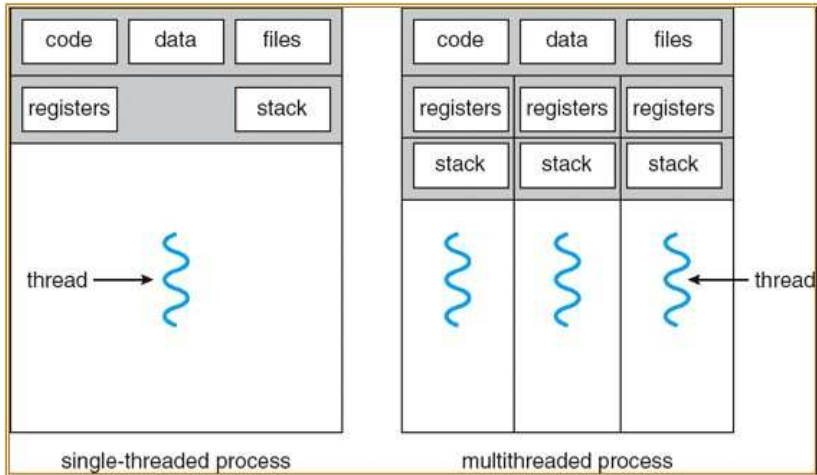 code data files
registers stack
thread
single-threaded process
code data files
registers registers registers
stack stack stack
thread
multithreaded process